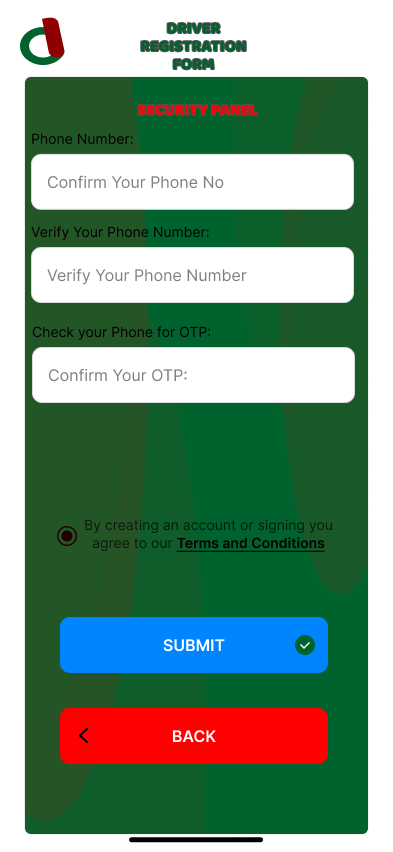 DRIVER
REGISTRATION
FORM
SECURITY PANEL
Phone Number:
Confirm Your Phone No
Verify Your Phone Number:
Verify Your Phone Number
Check your Phone for OTP:
Confirm Your OTP:
By creating an account or signing you
agree to our Terms and Conditions
SUBMIT
BACK